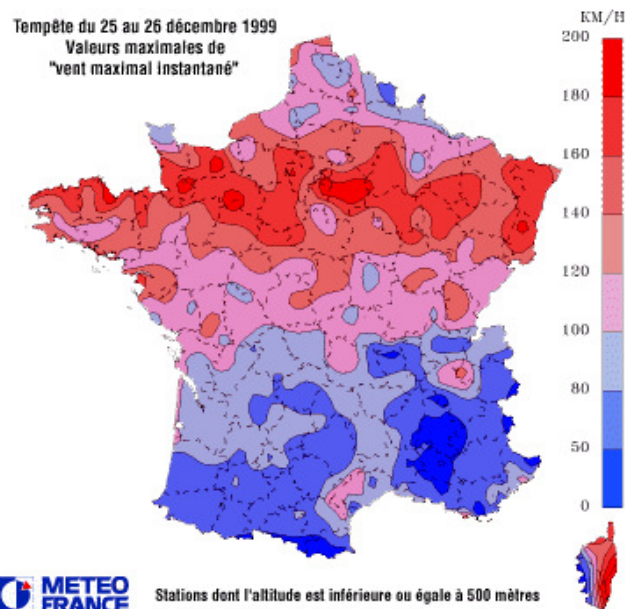 Tempête du 25 au 26 décembre 1999
Valeurs maximales de
"vent maximal instantané"
KM/H
200
180
160
140
120
100
80
50
0
METEO
FRANCE
Stations dont l'altitude est inférieure ou égale à 500 mètres